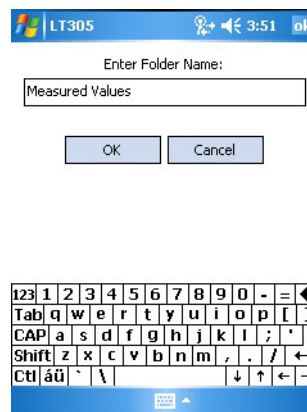 LT305 3:51 ok
Enter Folder Name:
Measured Values
OK Cancel
123 1 2 3 4 5 6 7 8 9 0 - =
Tab q w e r t y u i o p [ ]
CAP a s d f g h j k l ; '
Shift z x c v b n m , . / ←
Ctl áü ` \ ↓ ↑ ←